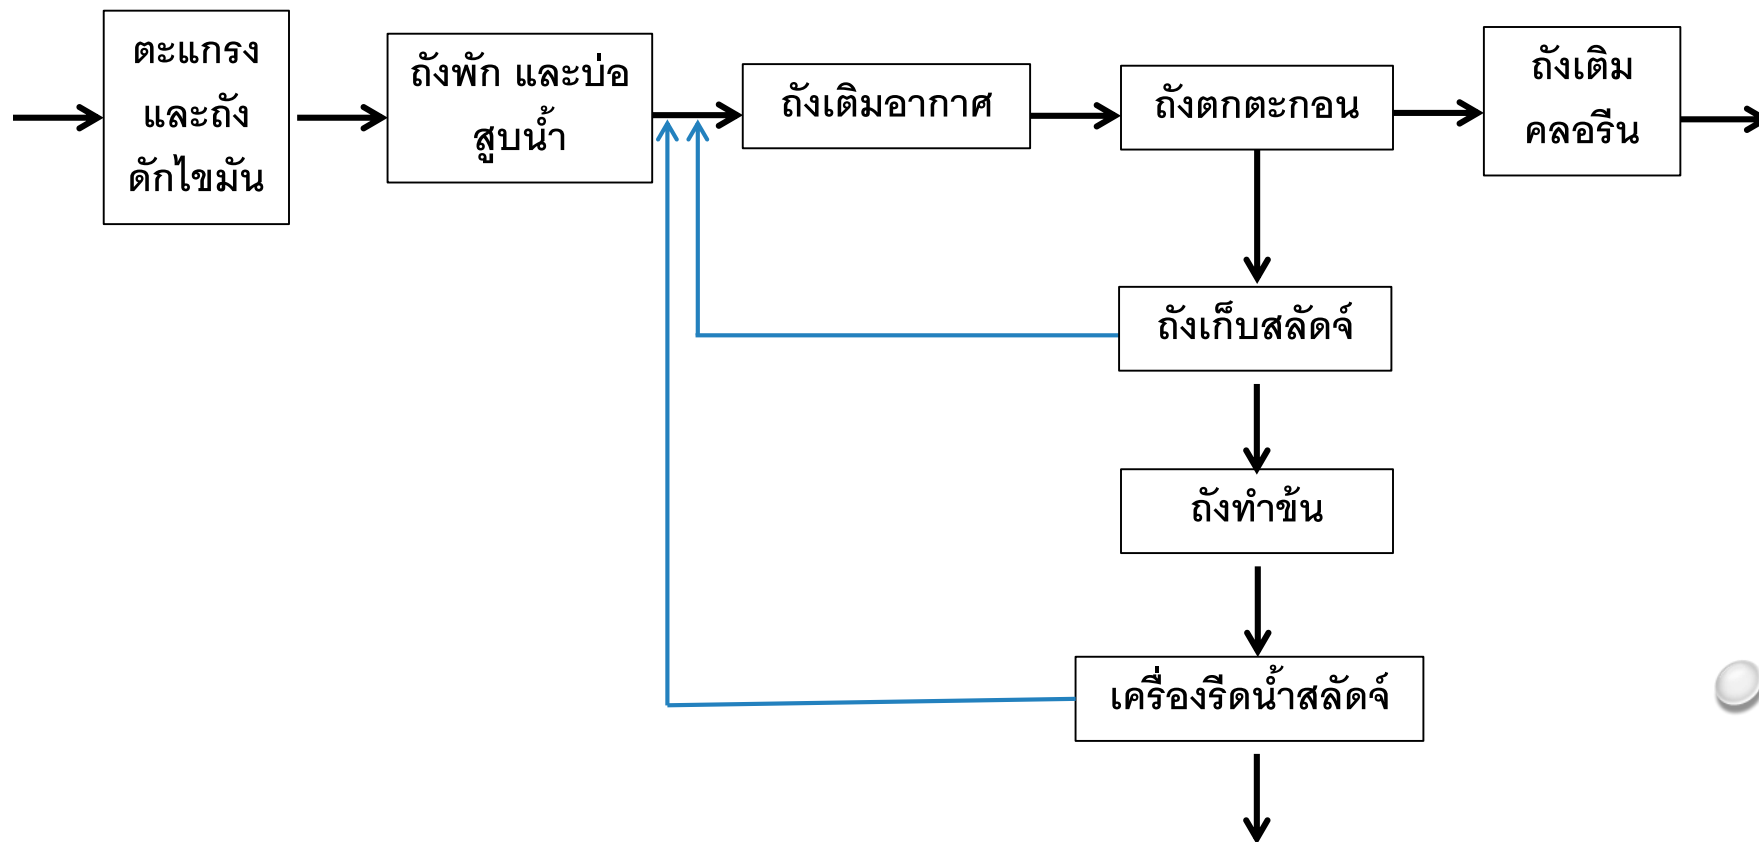 ตะแกรง
และถัง
ดักไขมัน
ถังพัก และบ่อ
สูบน้ำ
ถังเติมอากาศ
ถังตกตะกอน
ถังเติม
คลอรีน
ถังเก็บสลัดจ์
ถังทำข้น
เครื่องรีดน้ำสลัดจ์